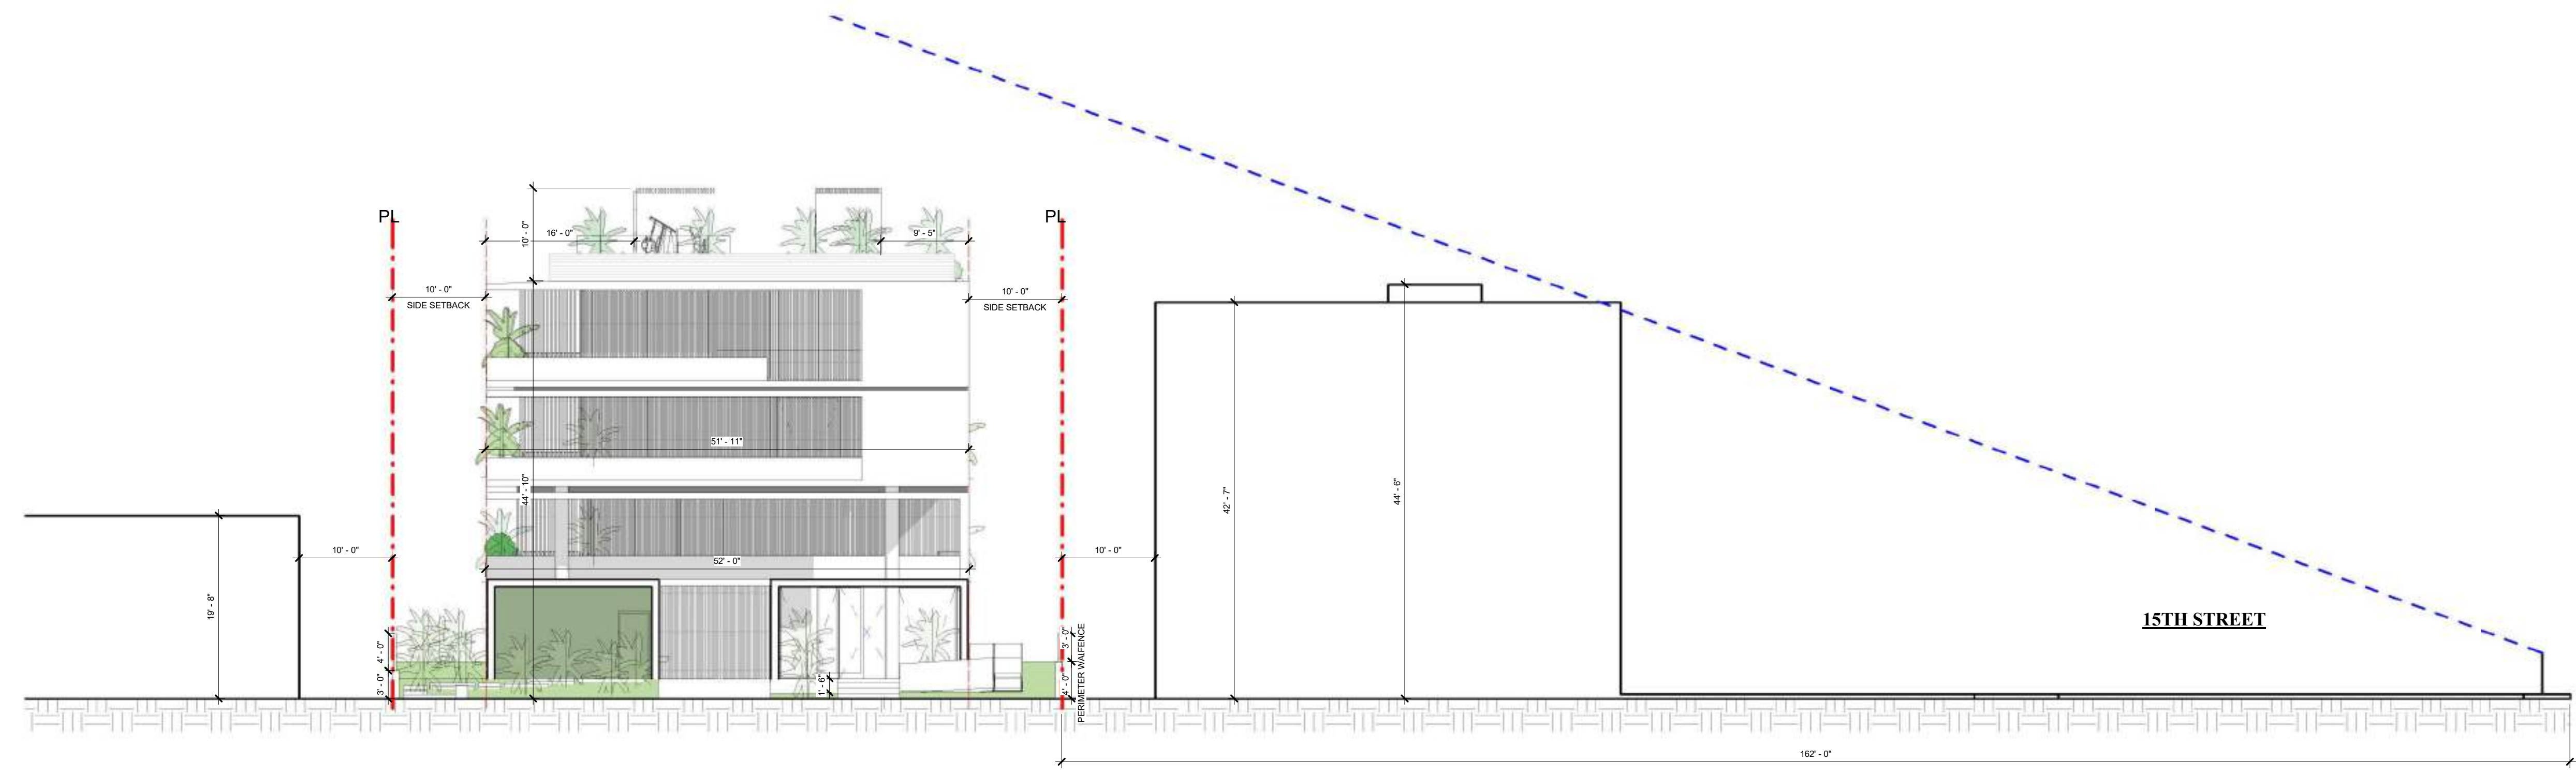 PL
PL
10' - 0"
16' - 0"
9' - 5"
10' - 0"
SIDE SETBACK
10' - 0"
SIDE SETBACK
51' - 11"
44' - 10"
42' - 7"
44' - 6"
10' - 0"
52' - 0"
10' - 0"
19' - 8"
15TH STREET
4' - 0"
3' - 0"
1' - 6"
3' - 0"
4' - 0"
PERIMETER WALFENCE
162' - 0"